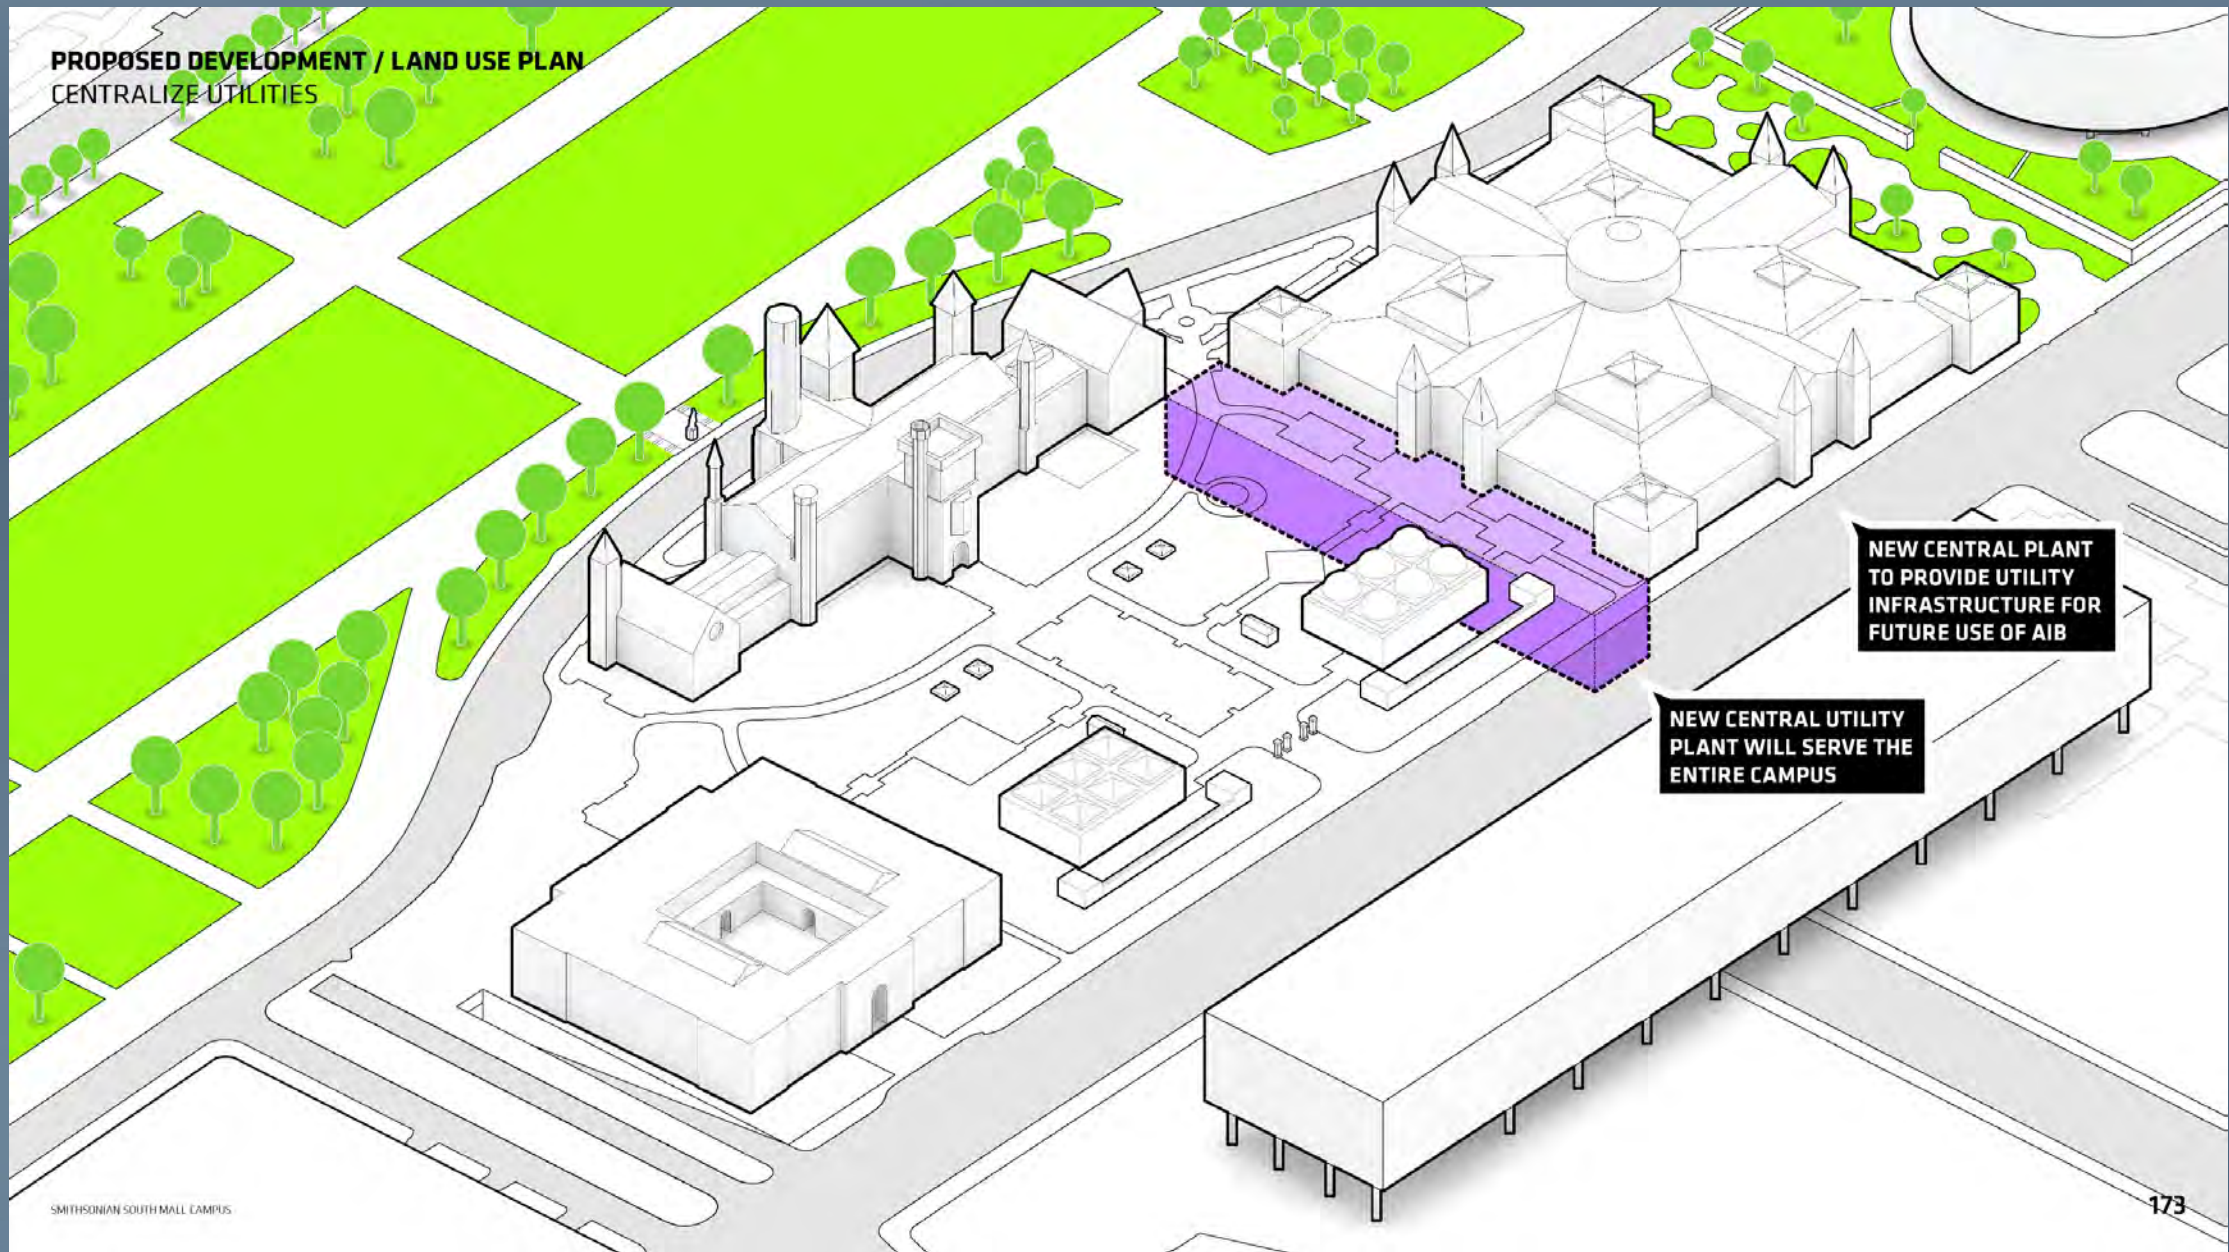 PROPOSED DEVELOPMENT / LAND USE PLAN
CENTRALIZE UTILITIES
NEW CENTRAL PLANT
TO PROVIDE UTILITY
INFRASTRUCTURE FOR
FUTURE USE OF AIB
NEW CENTRAL UTILITY
PLANT WILL SERVE THE
ENTIRE CAMPUS
SMITHSONIAN SOUTH MALL CAMPUS
173